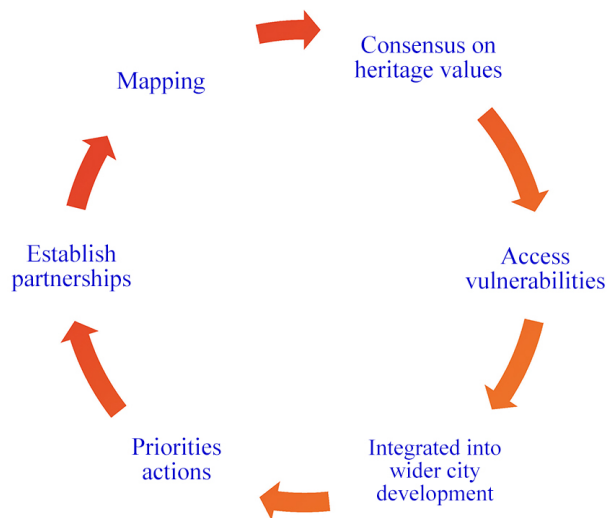 Mapping
Consensus on
heritage values
Access
vulnerabilities
Integrated into
wider city
development
Priorities
actions
Establish
partnerships